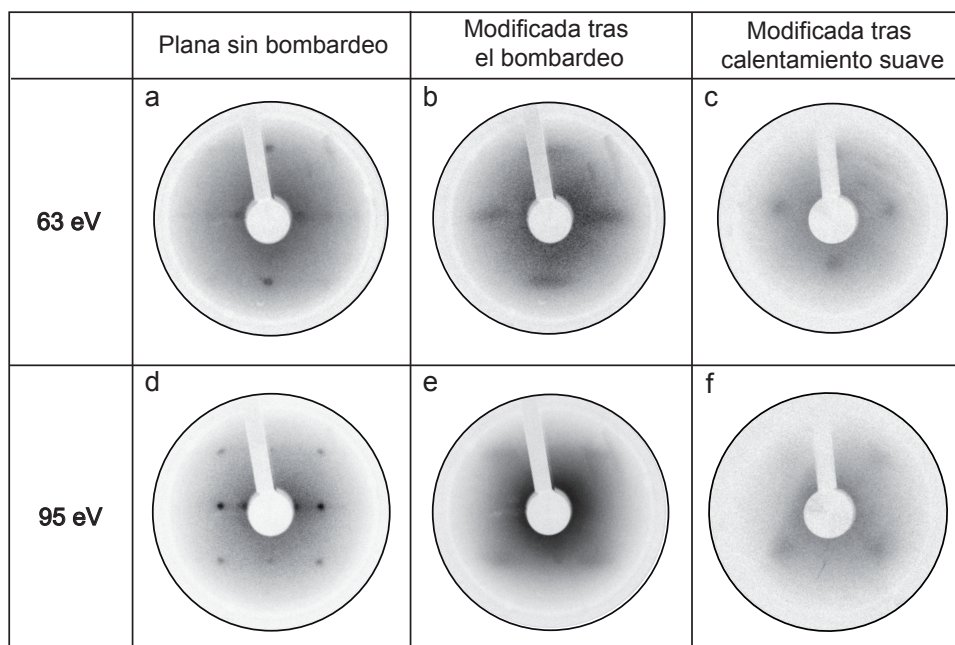 Plana sin bombardeo
Modificada tras
el bombardeo
Modificada tras
calentamiento suave
a
b
c
63 eV
d
e
f
95 eV